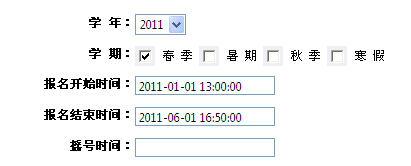 学 年： 2011
学 期： 春 季 暑 期 秋 季 寒 假
报名开始时间： 2011-01-01 13:00:00
报名结束时间： 2011-06-01 16:50:00
摇号时间：